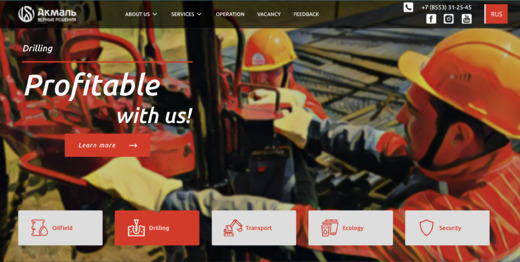 АКМАЛЬ
ВЕРНЫЕ РЕШЕНИЯ
ABOUT US
SERVICES
OPERATION
VACANCY
FEEDBACK
+7 (8553) 31-25-45
RUS
Drilling
Profitable
with us!
Learn more
Oilfield
Drilling
Transport
Ecology
Security